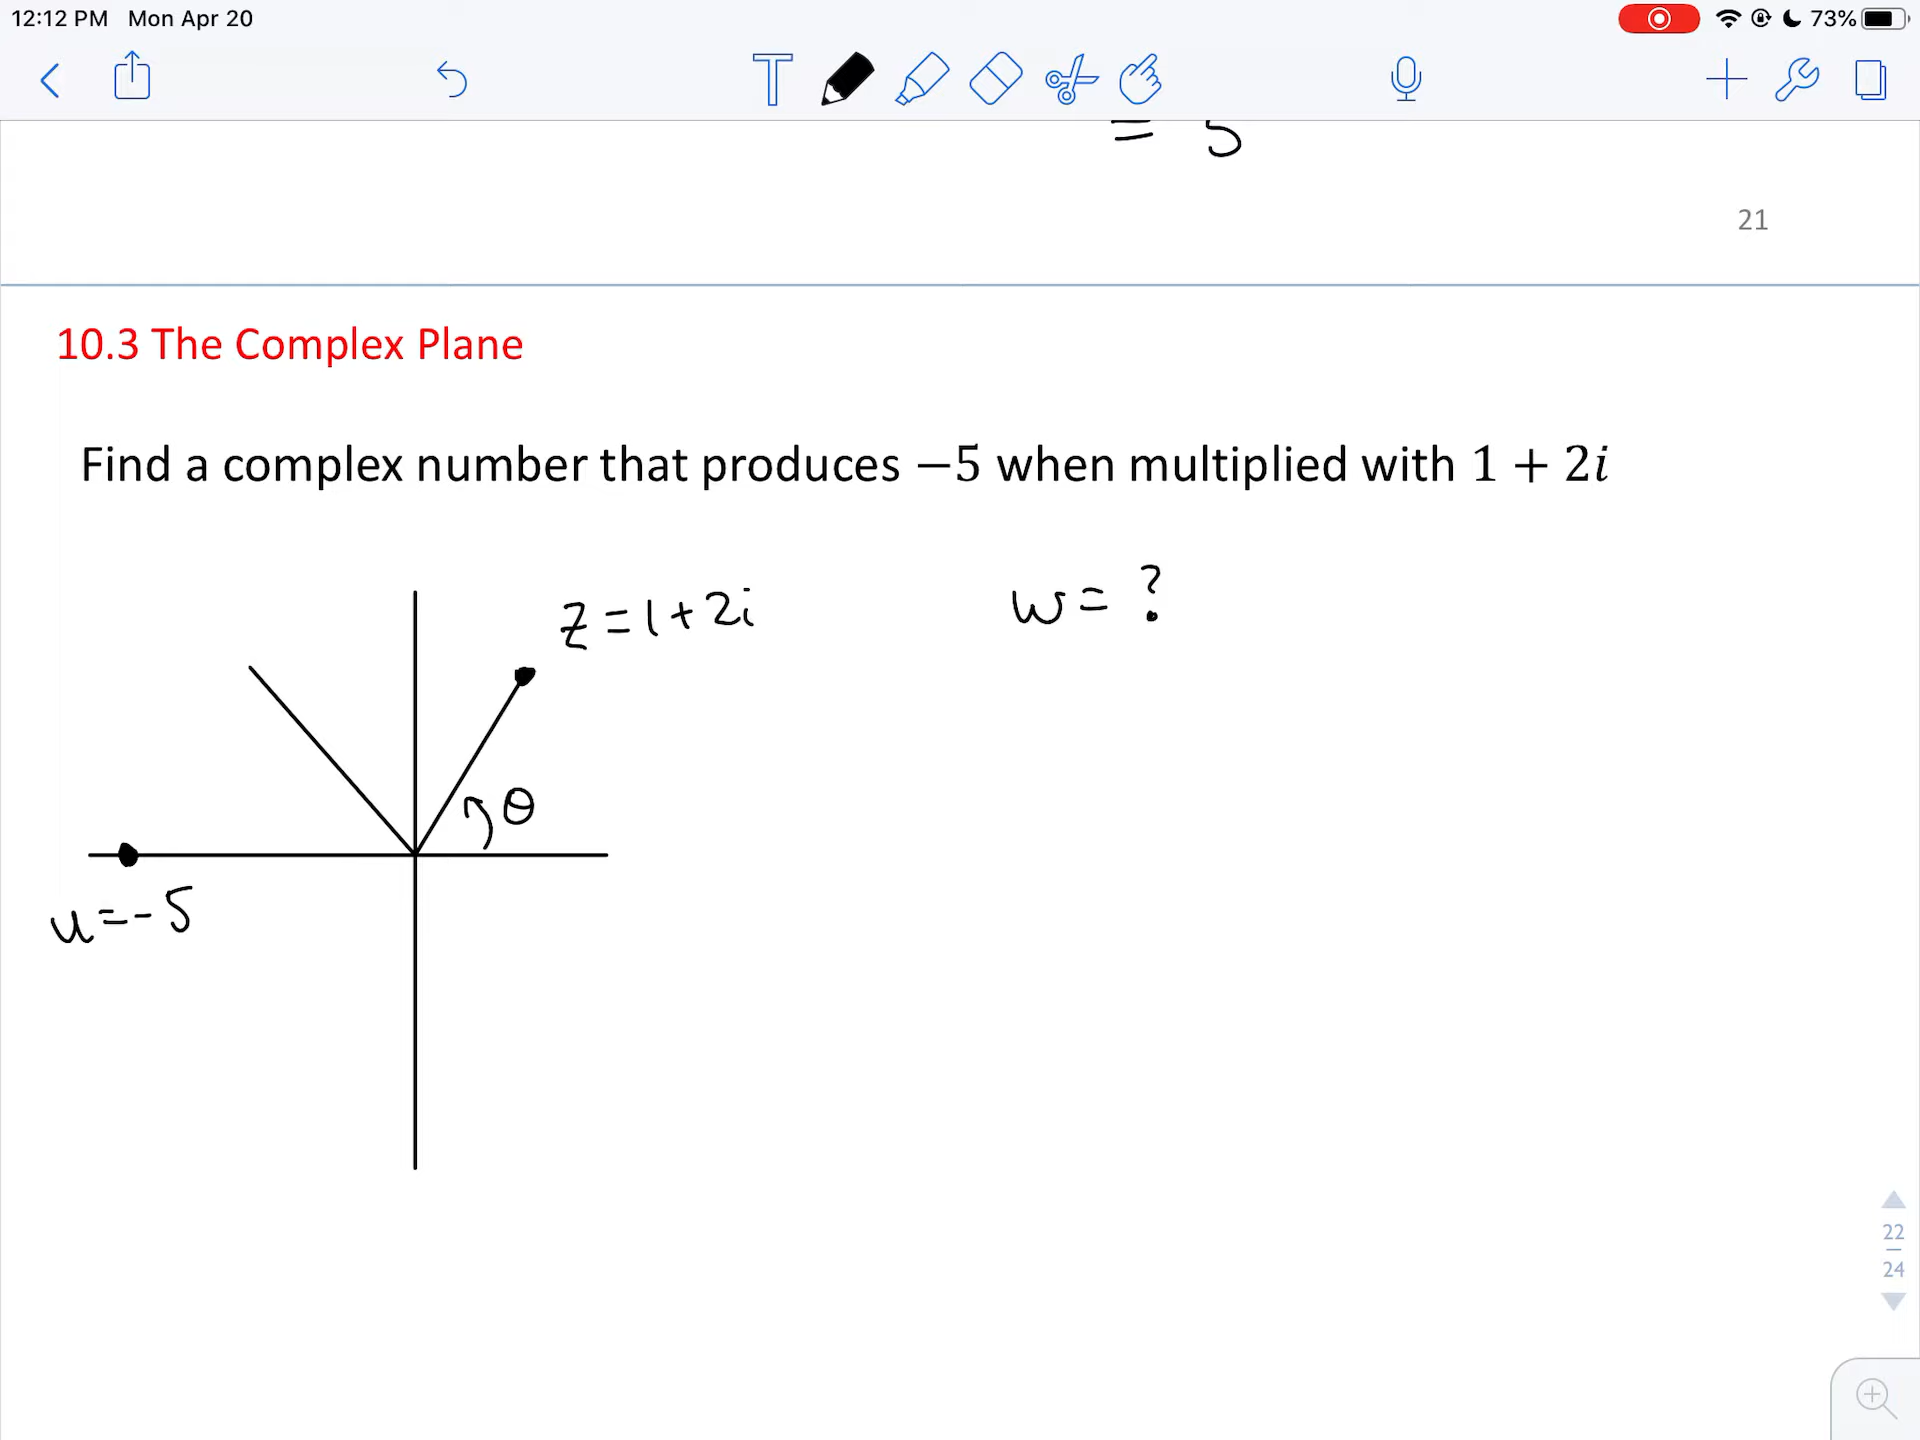 12:12 PM Mon Apr 20 73%
T
= 5
21
10.3 The Complex Plane
Find a complex number that produces −5 when multiplied with 1 + 2i
z = 1 + 2i
w = ?
θ
u = - 5
22
24